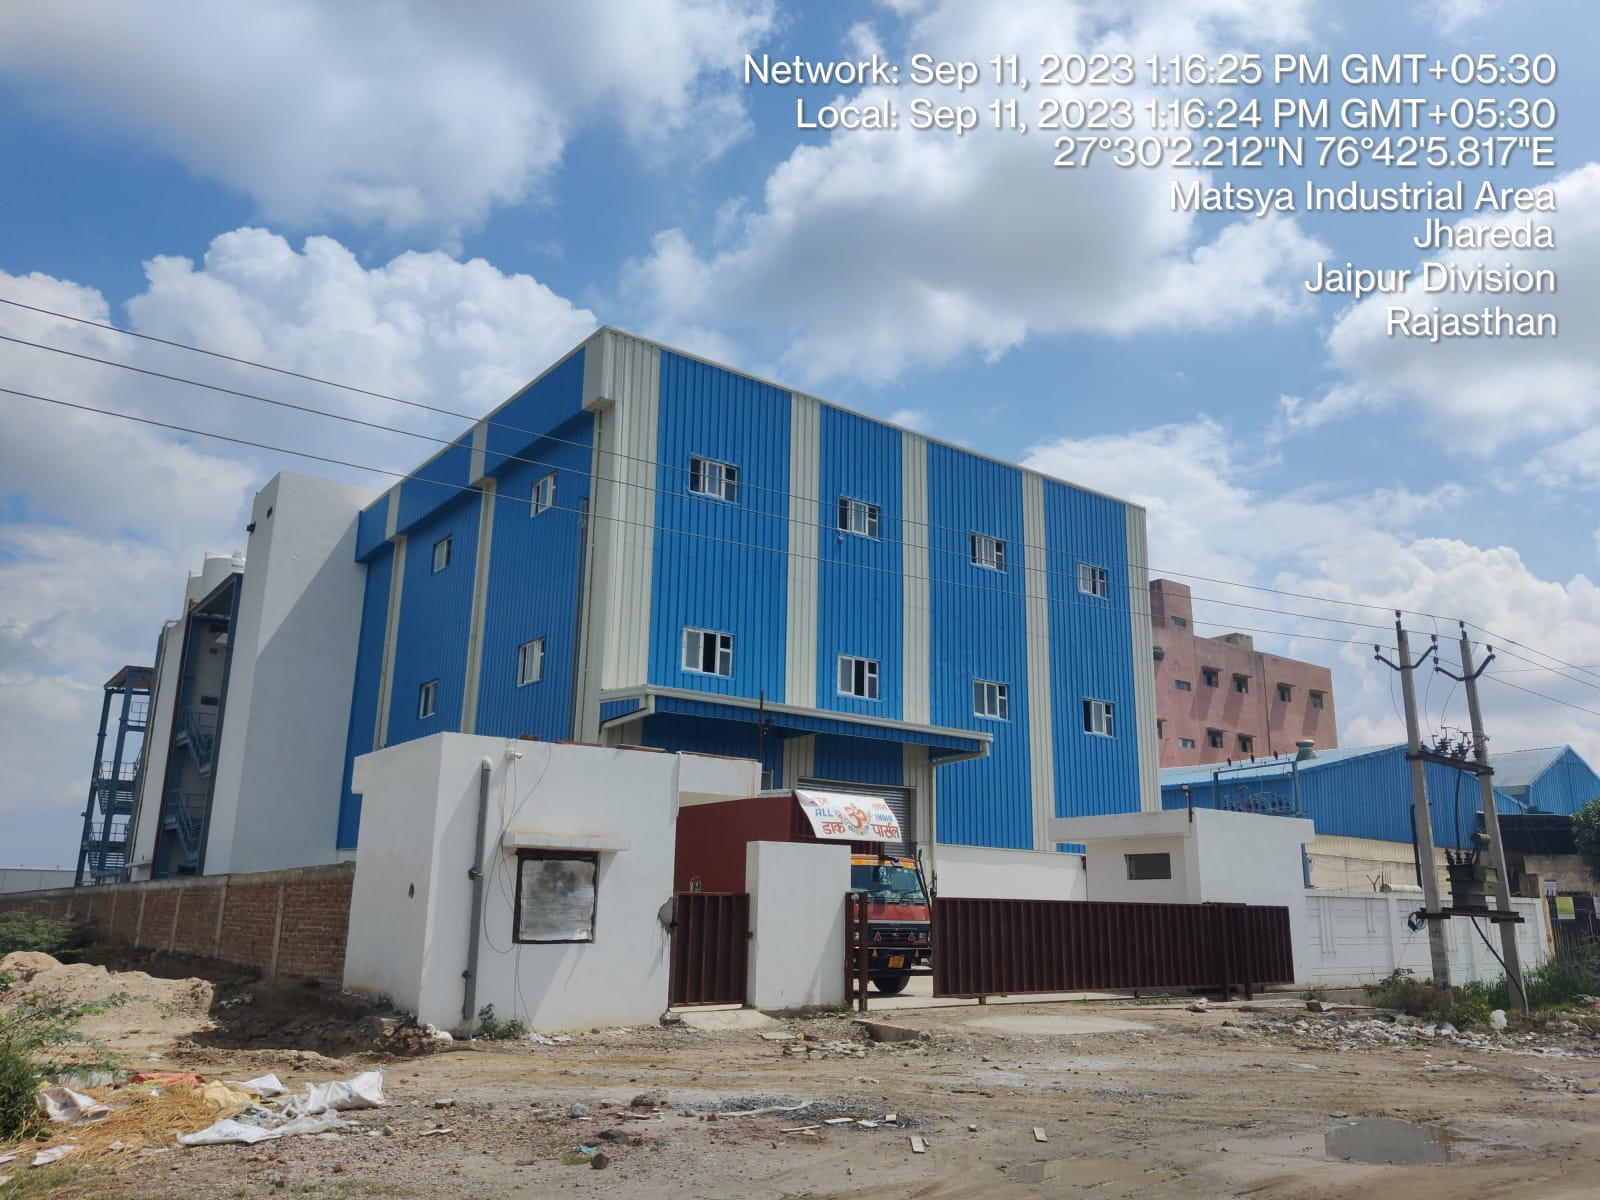 Network: Sep 11, 2023 1:16:25 PM GMT+05:30
Local: Sep 11, 2023 1:16:24 PM GMT+05:30
27°30'2.212"N 76°42'5.817"E
Matsya Industrial Area
Jhareda
Jaipur Division
Rajasthan
ALL ॐ INDIA
डाक पार्सल